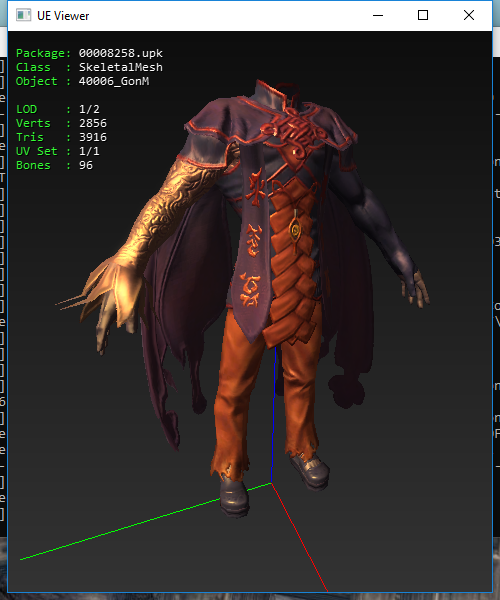 UE Viewer
Package: 00008258.upk
Class : SkeletalMesh
Object : 40006_GonM
LOD : 1/2
Verts : 2856
Tris : 3916
UV Set : 1/1
Bones : 96